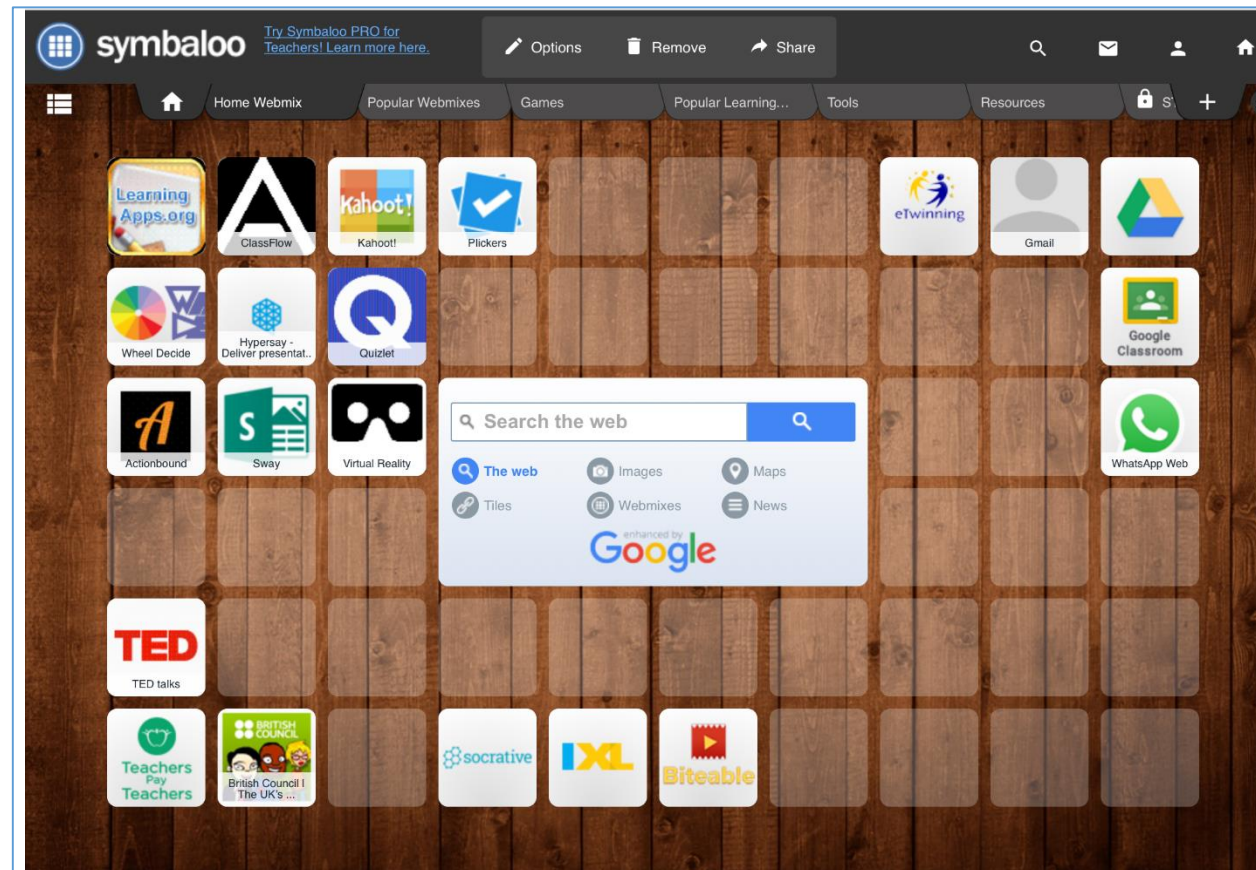 symbaloo
Try Symbaloo PRO for
Teachers! Learn more here.
Options Remove Share
Home Webmix Popular Webmixes Games Popular Learning... Tools Resources
Learning
Apps.org
ClassFlow
Kahoot!
Kahoot!
Plickers
eTwinning
Gmail
Wheel Decide
Hypersay -
Deliver presentat..
Q
Quizlet
Google
Classroom
A
Actionbound
S
Sway
Virtual Reality
Search the web
The web Images Maps
Tiles Webmixes News
enhanced by
Google
WhatsApp Web
TED
TED talks
Teachers
Pay
Teachers
BRITISH
COUNCIL
British Council |
The UK's ...
socrative
IXL
Biteable